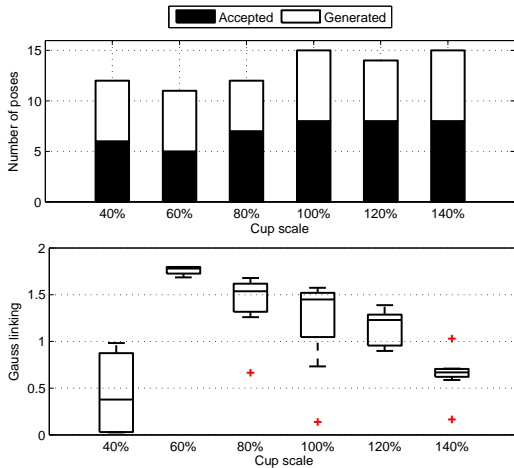 Accepted Generated
15
10
5
0
Number of poses
40% 60% 80% 100% 120% 140%
Cup scale
2
1.5
1
0.5
0
Gauss linking
40% 60% 80% 100% 120% 140%
Cup scale